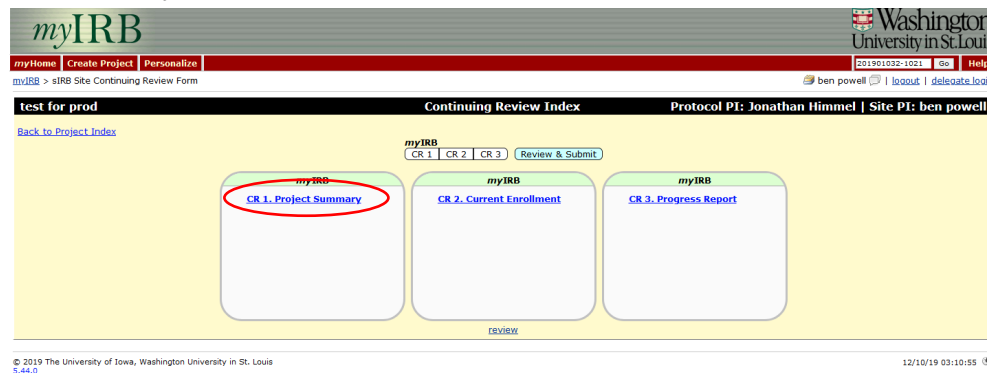 myIRB
Washington
University in St.Loui
myHome Create Project Personalize 201901032-1021 Go Help
myIRB > sIRB Site Continuing Review Form ben powell | logout | delegate logi
test for prod Continuing Review Index Protocol PI: Jonathan Himmel | Site PI: ben powell
Back to Project Index
myIRB
CR 1 CR 2 CR 3 Review & Submit
myIRB myIRB myIRB
CR 1. Project Summary CR 2. Current Enrollment CR 3. Progress Report
review
© 2019 The University of Iowa, Washington University in St. Louis 12/10/19 03:10:55
5.44.0